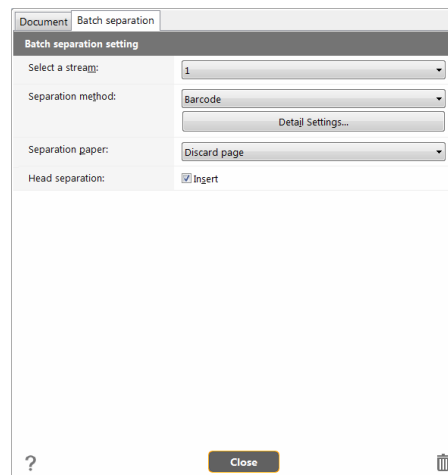 Document Batch separation
Batch separation setting
Select a stream: 1
Separation method: Barcode
Detail Settings...
Separation paper: Discard page
Head separation: Insert
? Close